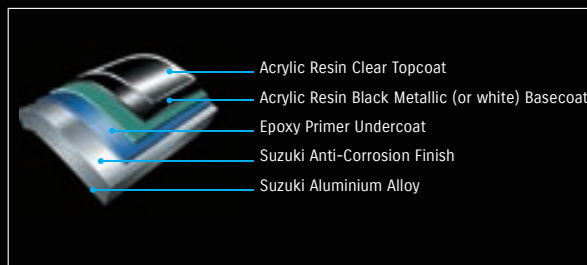 Acrylic Resin Clear Topcoat
Acrylic Resin Black Metallic (or white) Basecoat
Epoxy Primer Undercoat
Suzuki Anti-Corrosion Finish
Suzuki Aluminium Alloy